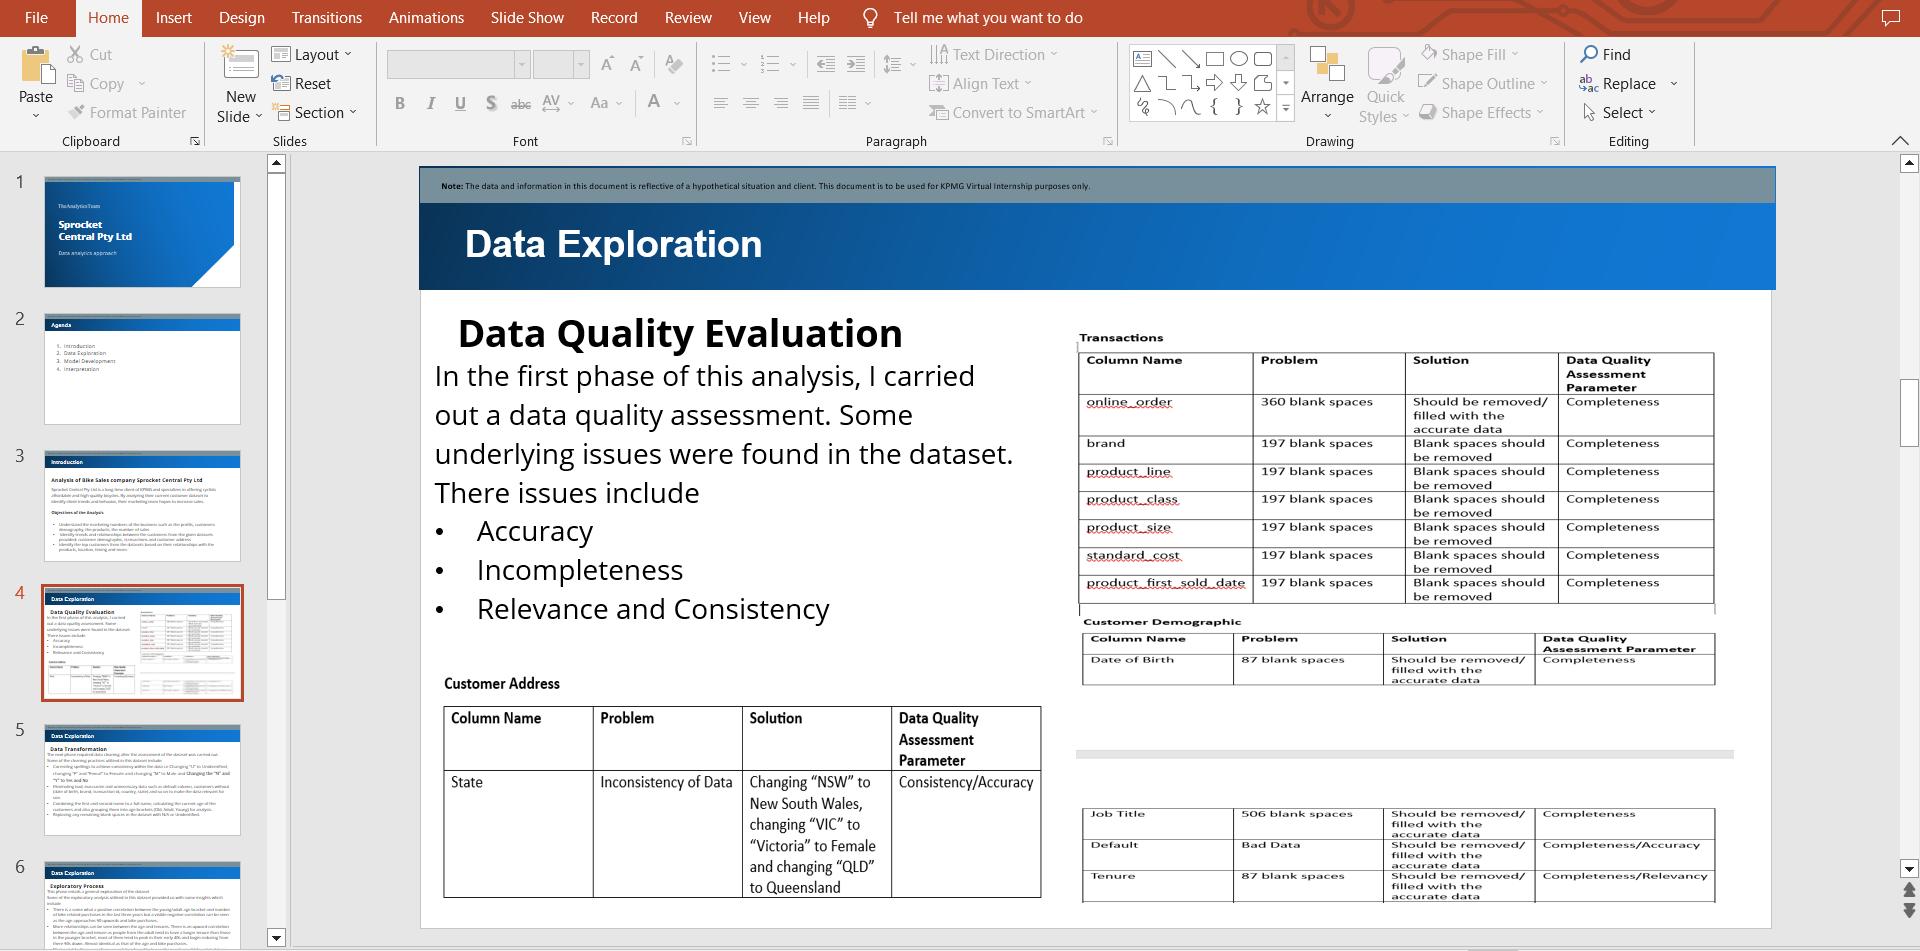 File Home Insert Design Transitions Animations Slide Show Record Review View Help Tell me what you want to do
Paste
Cut
Copy
Format Painter
Clipboard
New
Slide
Layout
Reset
Section
Slides
B I U S abc AV Aa A
Font
Text Direction
Align Text
Convert to SmartArt
Paragraph
Arrange
Quick
Styles
Shape Fill
Shape Outline
Shape Effects
Drawing
Find
Replace
Select
Editing
1
TheAnalyticsTeam
Sprocket
Central Pty Ltd
Data analytics approach
2
Agenda
1. Introduction
2. Data Exploration
3. Model Development
4. Interpretation
3
Introduction
Analysis of Bike Sales company Sprocket Central Pty Ltd
Objectives of the Analysis
4
Data Exploration
Data Quality Evaluation
5
Data Exploration
Data Transformation
6
Data Exploration
Exploratory Process
Note: The data and information in this document is reflective of a hypothetical situation and client. This document is to be used for KPMG Virtual Internship purposes only.
Data Exploration
Data Quality Evaluation
In the first phase of this analysis, I carried
out a data quality assessment. Some
underlying issues were found in the dataset.
There issues include
• Accuracy
• Incompleteness
• Relevance and Consistency
Customer Address
Column Name Problem Solution Data Quality
Assessment
Parameter
State Inconsistency of Data Changing “NSW” to Consistency/Accuracy
New South Wales,
changing “VIC” to
“Victoria” to Female
and changing “QLD”
to Queensland
Transactions
Column Name Problem Solution Data Quality
Assessment
Parameter
online_order 360 blank spaces Should be removed/ Completeness
filled with the
accurate data
brand 197 blank spaces Blank spaces should Completeness
be removed
product_line 197 blank spaces Blank spaces should Completeness
be removed
product_class 197 blank spaces Blank spaces should Completeness
be removed
product_size 197 blank spaces Blank spaces should Completeness
be removed
standard_cost 197 blank spaces Blank spaces should Completeness
be removed
product_first_sold_date 197 blank spaces Blank spaces should Completeness
be removed
Customer Demographic
Column Name Problem Solution Data Quality
Assessment Parameter
Date of Birth 87 blank spaces Should be removed/ Completeness
filled with the
accurate data
Job Title 506 blank spaces Should be removed/ Completeness
filled with the
accurate data
Default Bad Data Should be removed/ Completeness/Accuracy
filled with the
accurate data
Tenure 87 blank spaces Should be removed/ Completeness/Relevancy
filled with the
accurate data